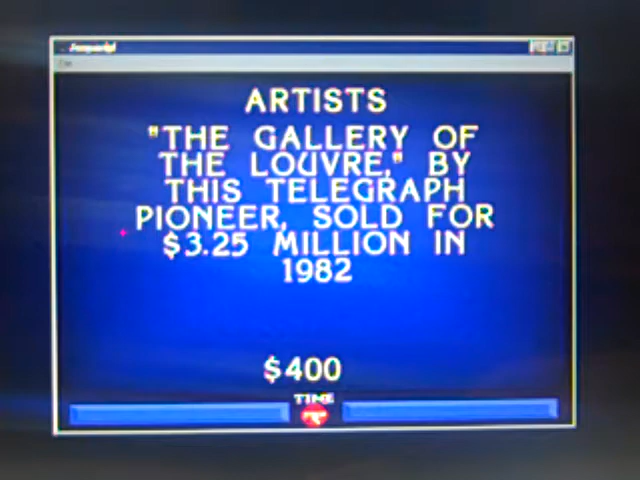 ARTISTS
"THE GALLERY OF
THE LOUVRE," BY
THIS TELEGRAPH
PIONEER, SOLD FOR
$3.25 MILLION IN
1982
$400
TIME